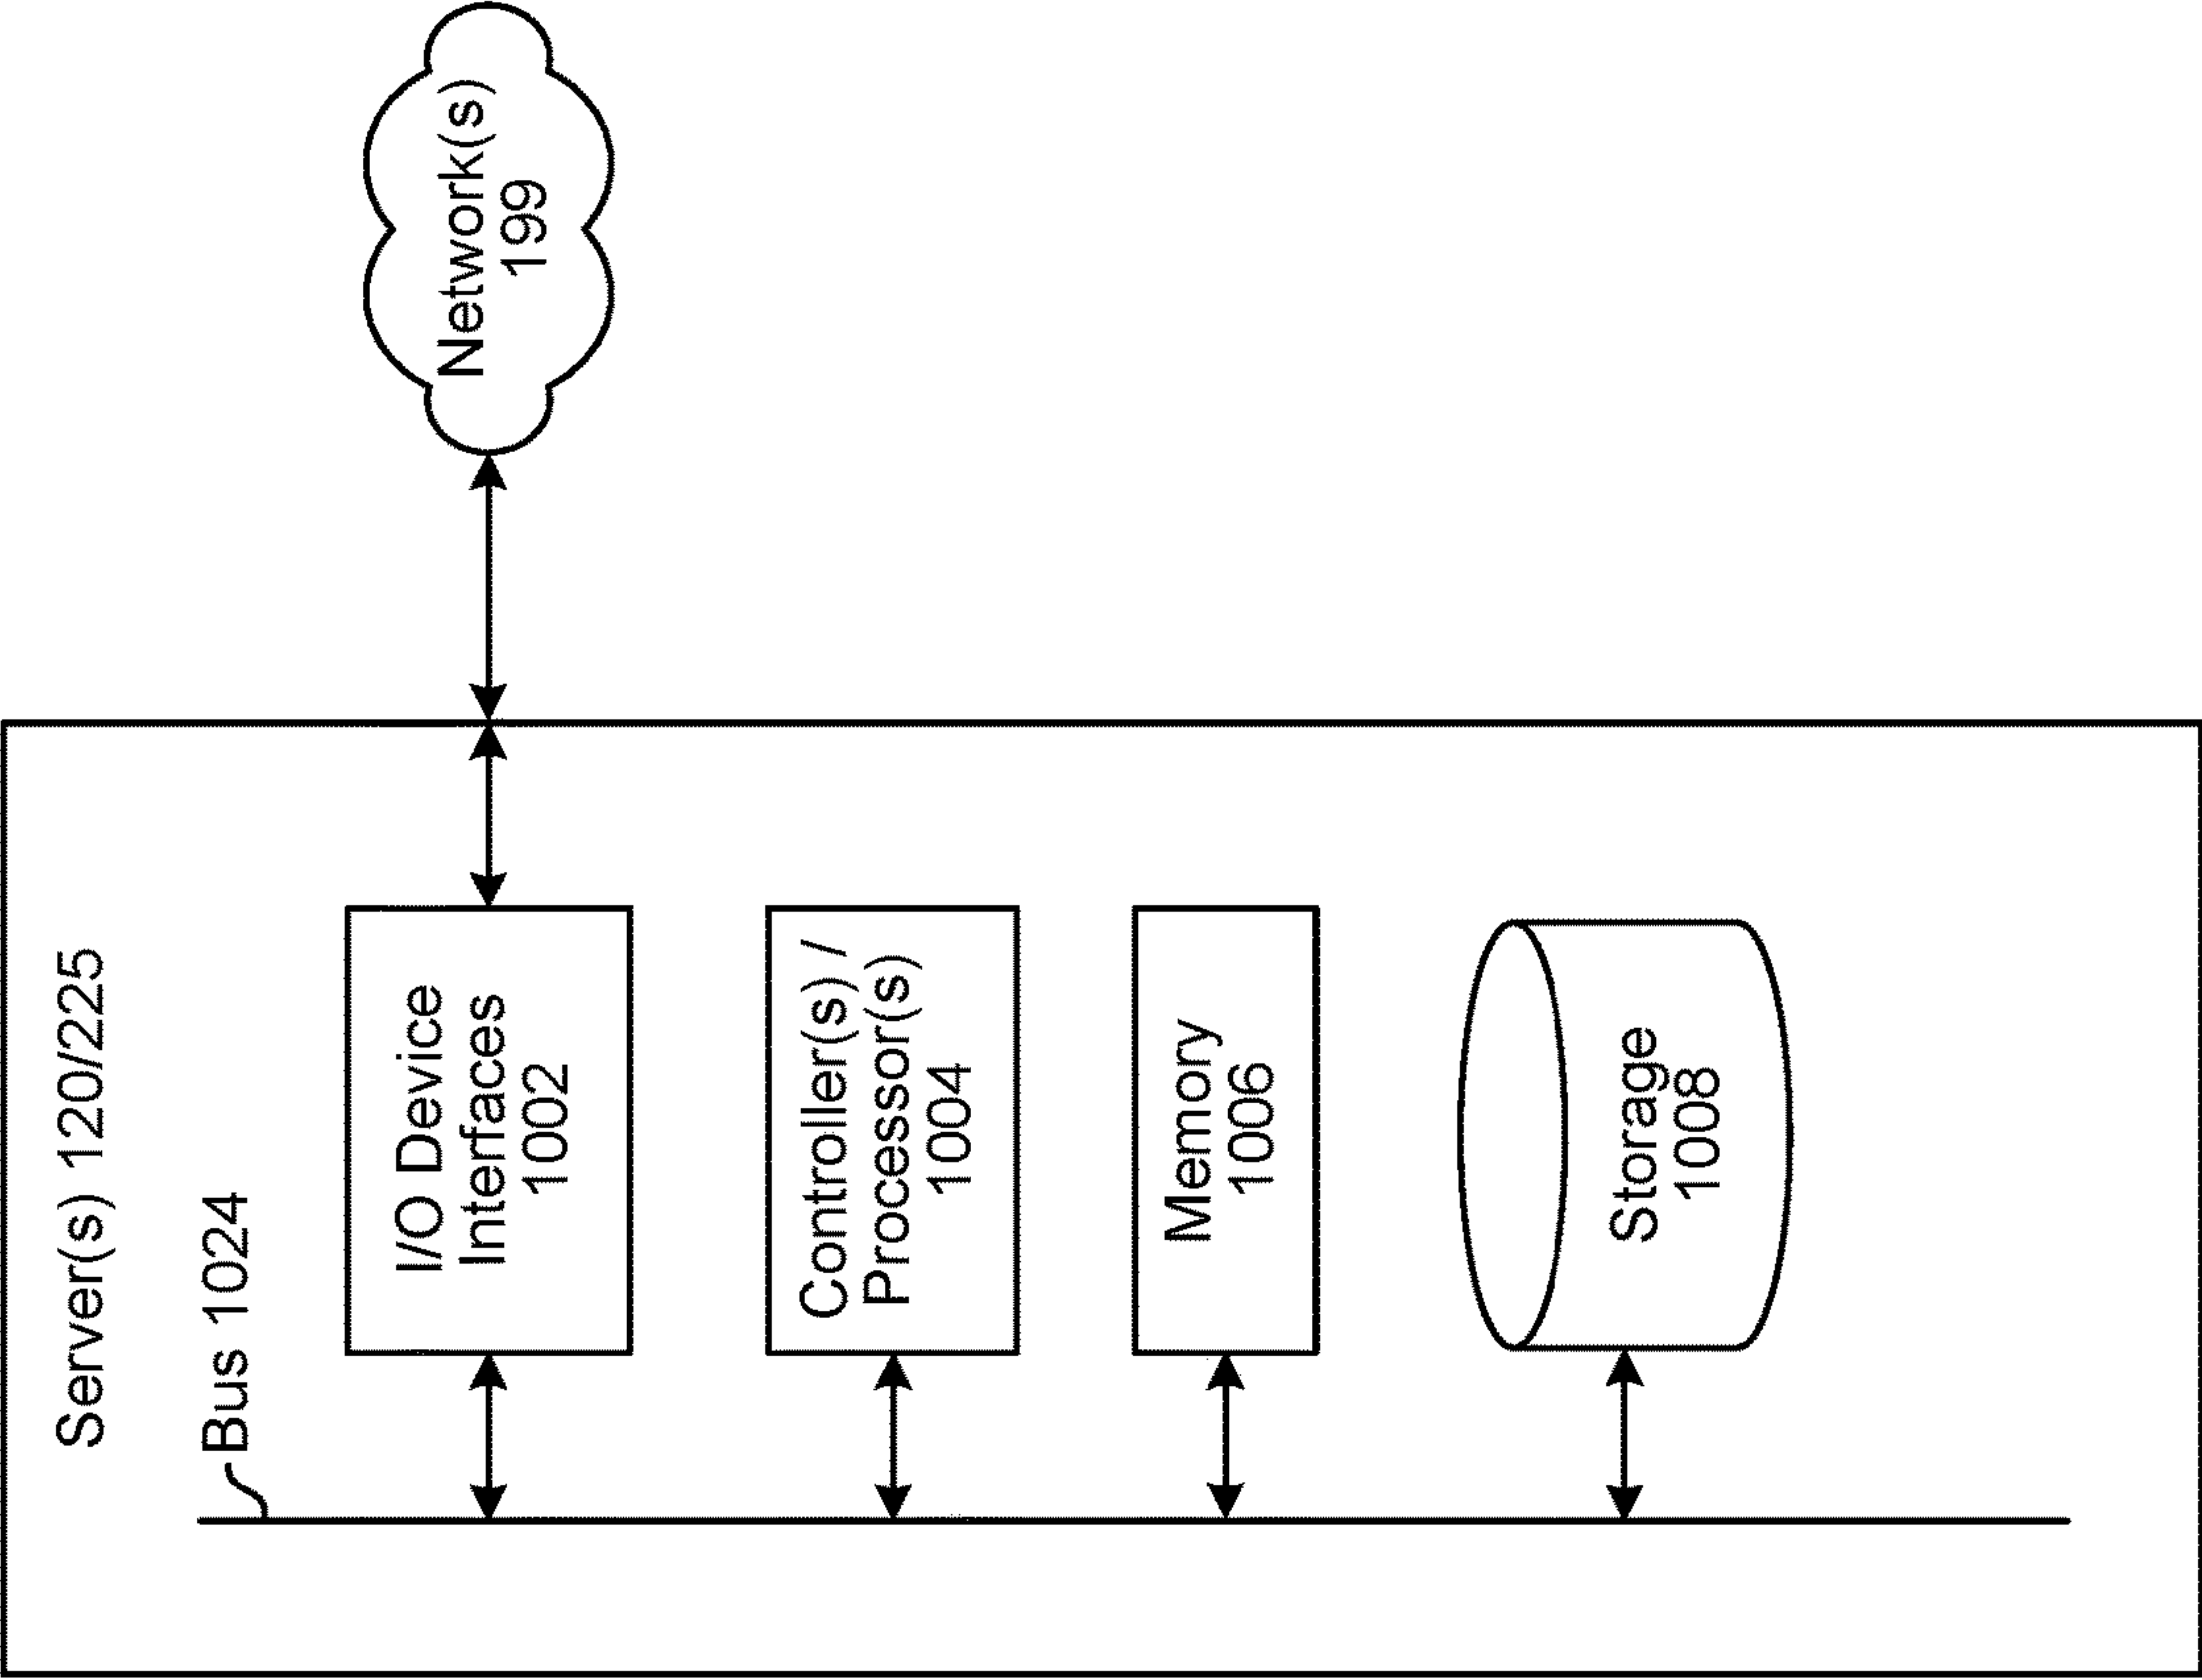 Server(s) 120/225
Bus 1024
I/O Device
Interfaces
1002
Network(s)
199
Controller(s) /
Processor(s)
1004
Memory
1006
Storage
1008